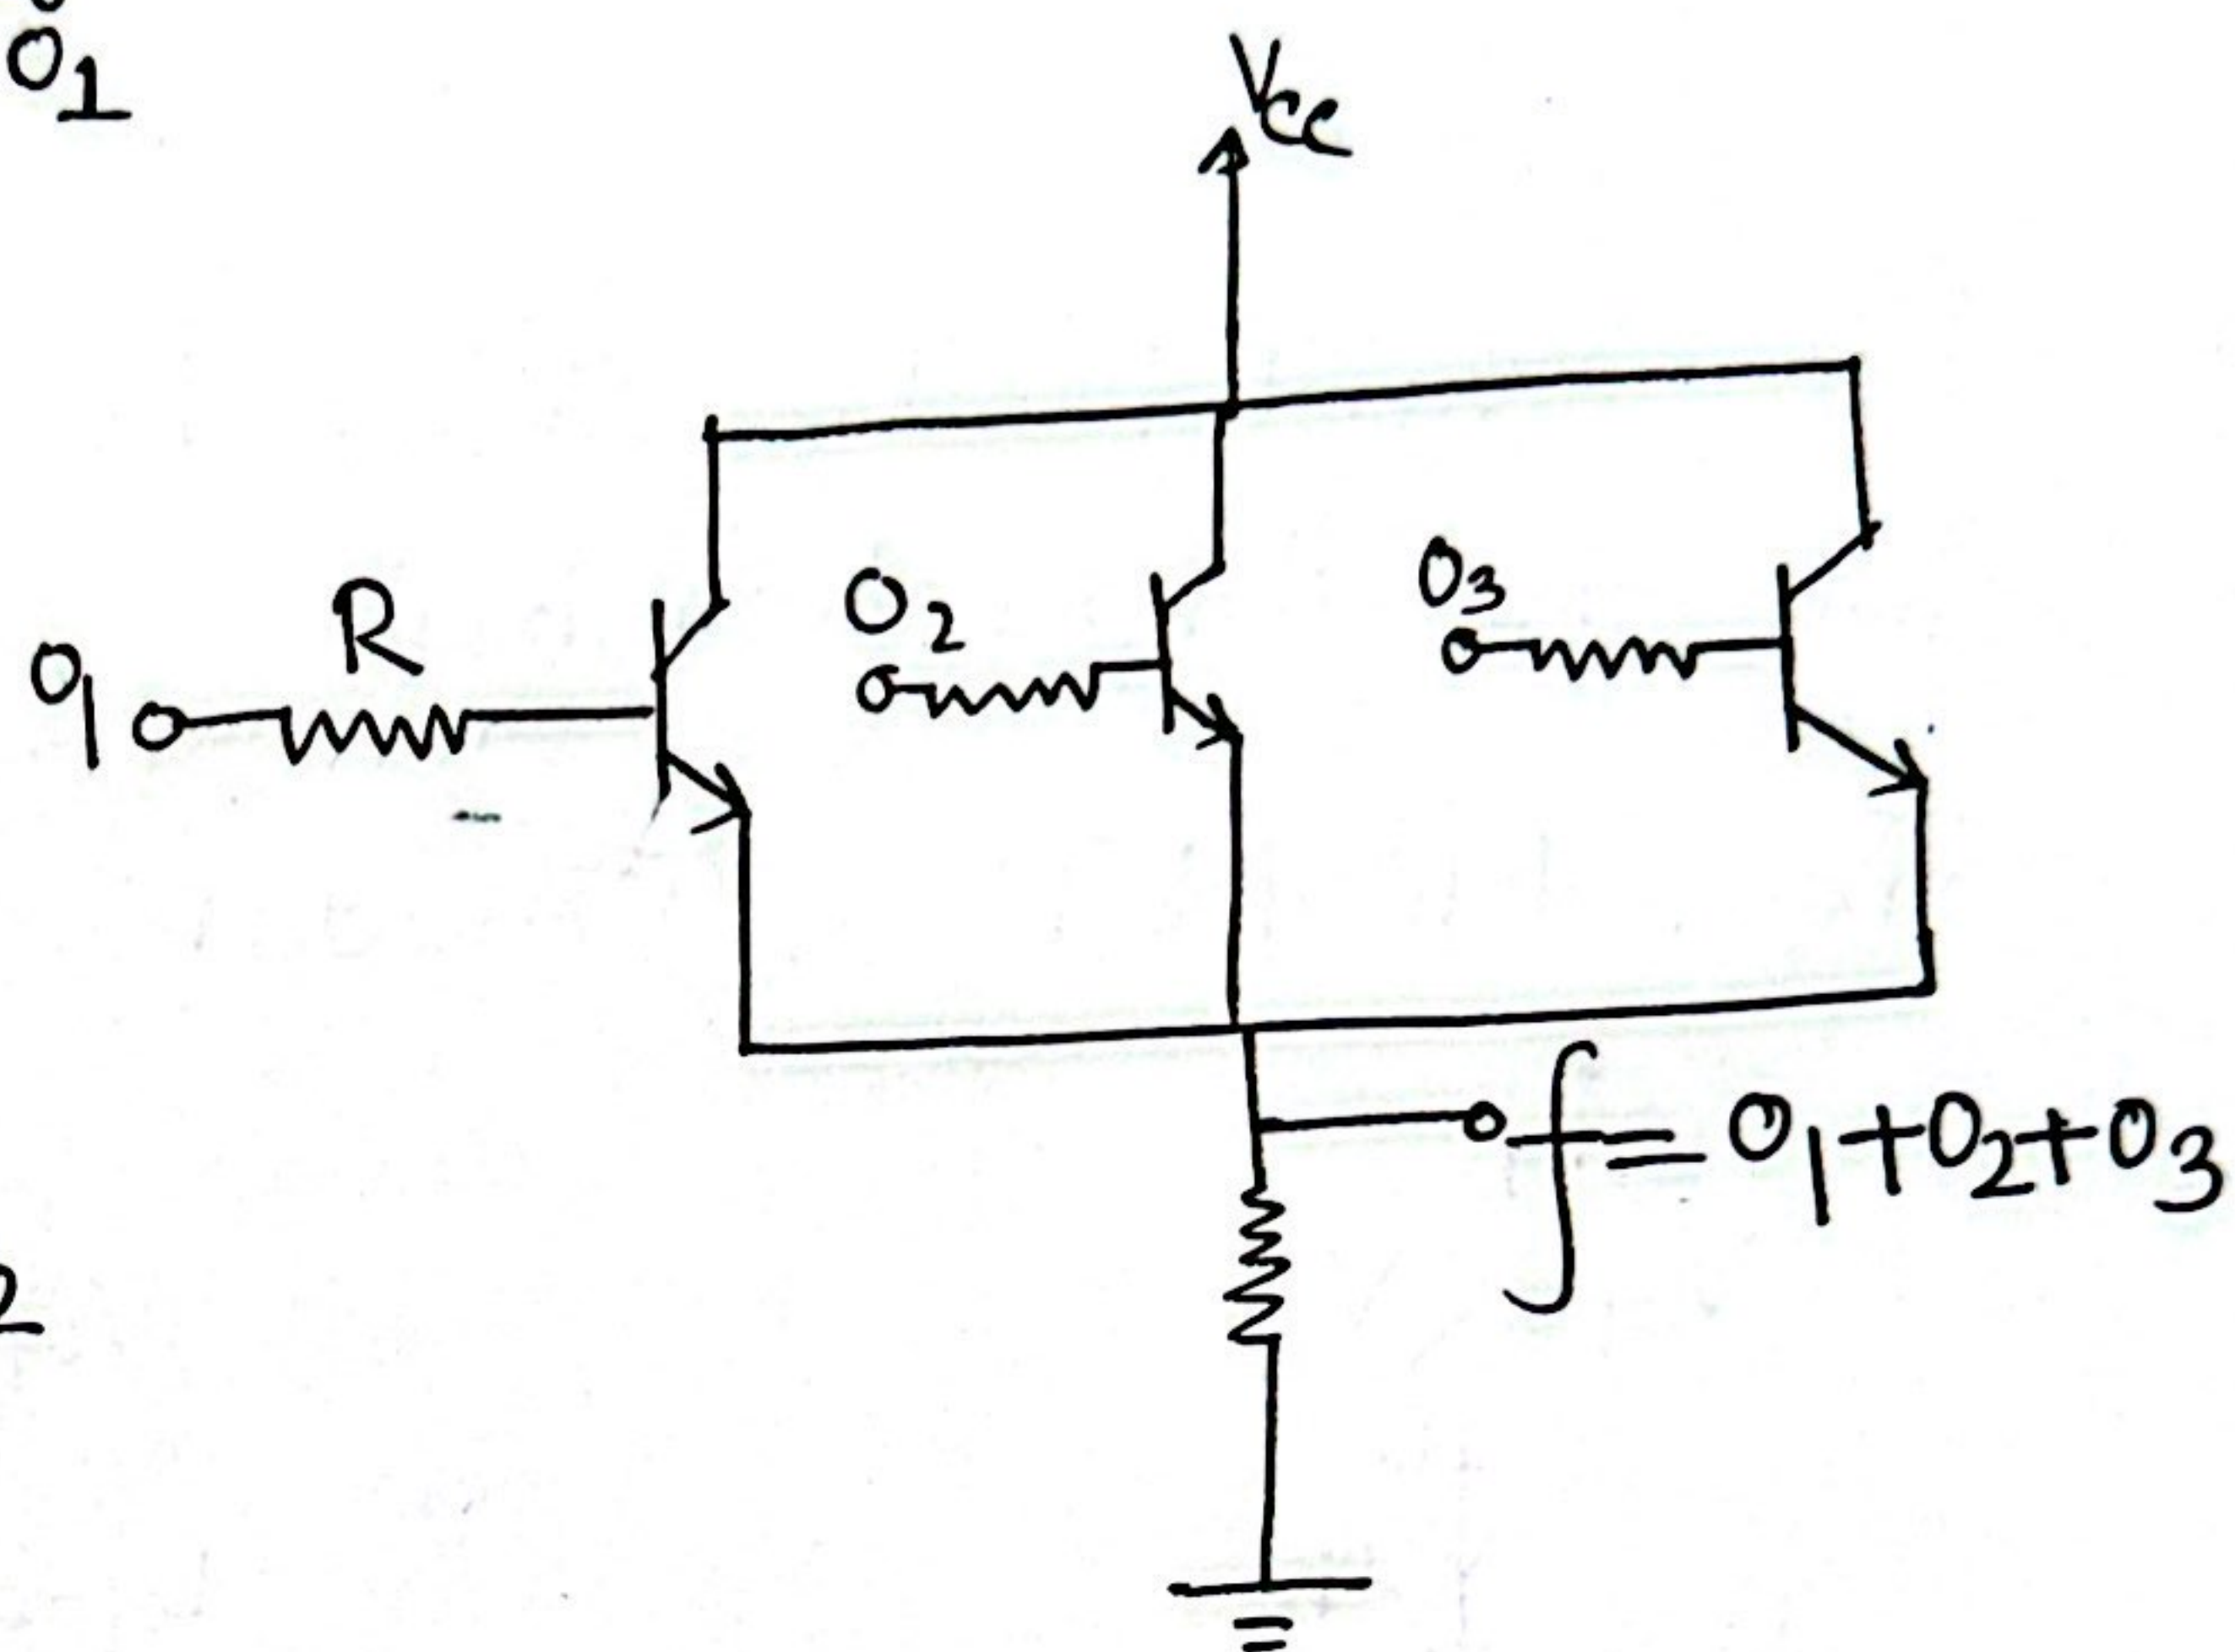 O1
Vcc
R
O2
O3
O1
f = O1+O2+O3
2